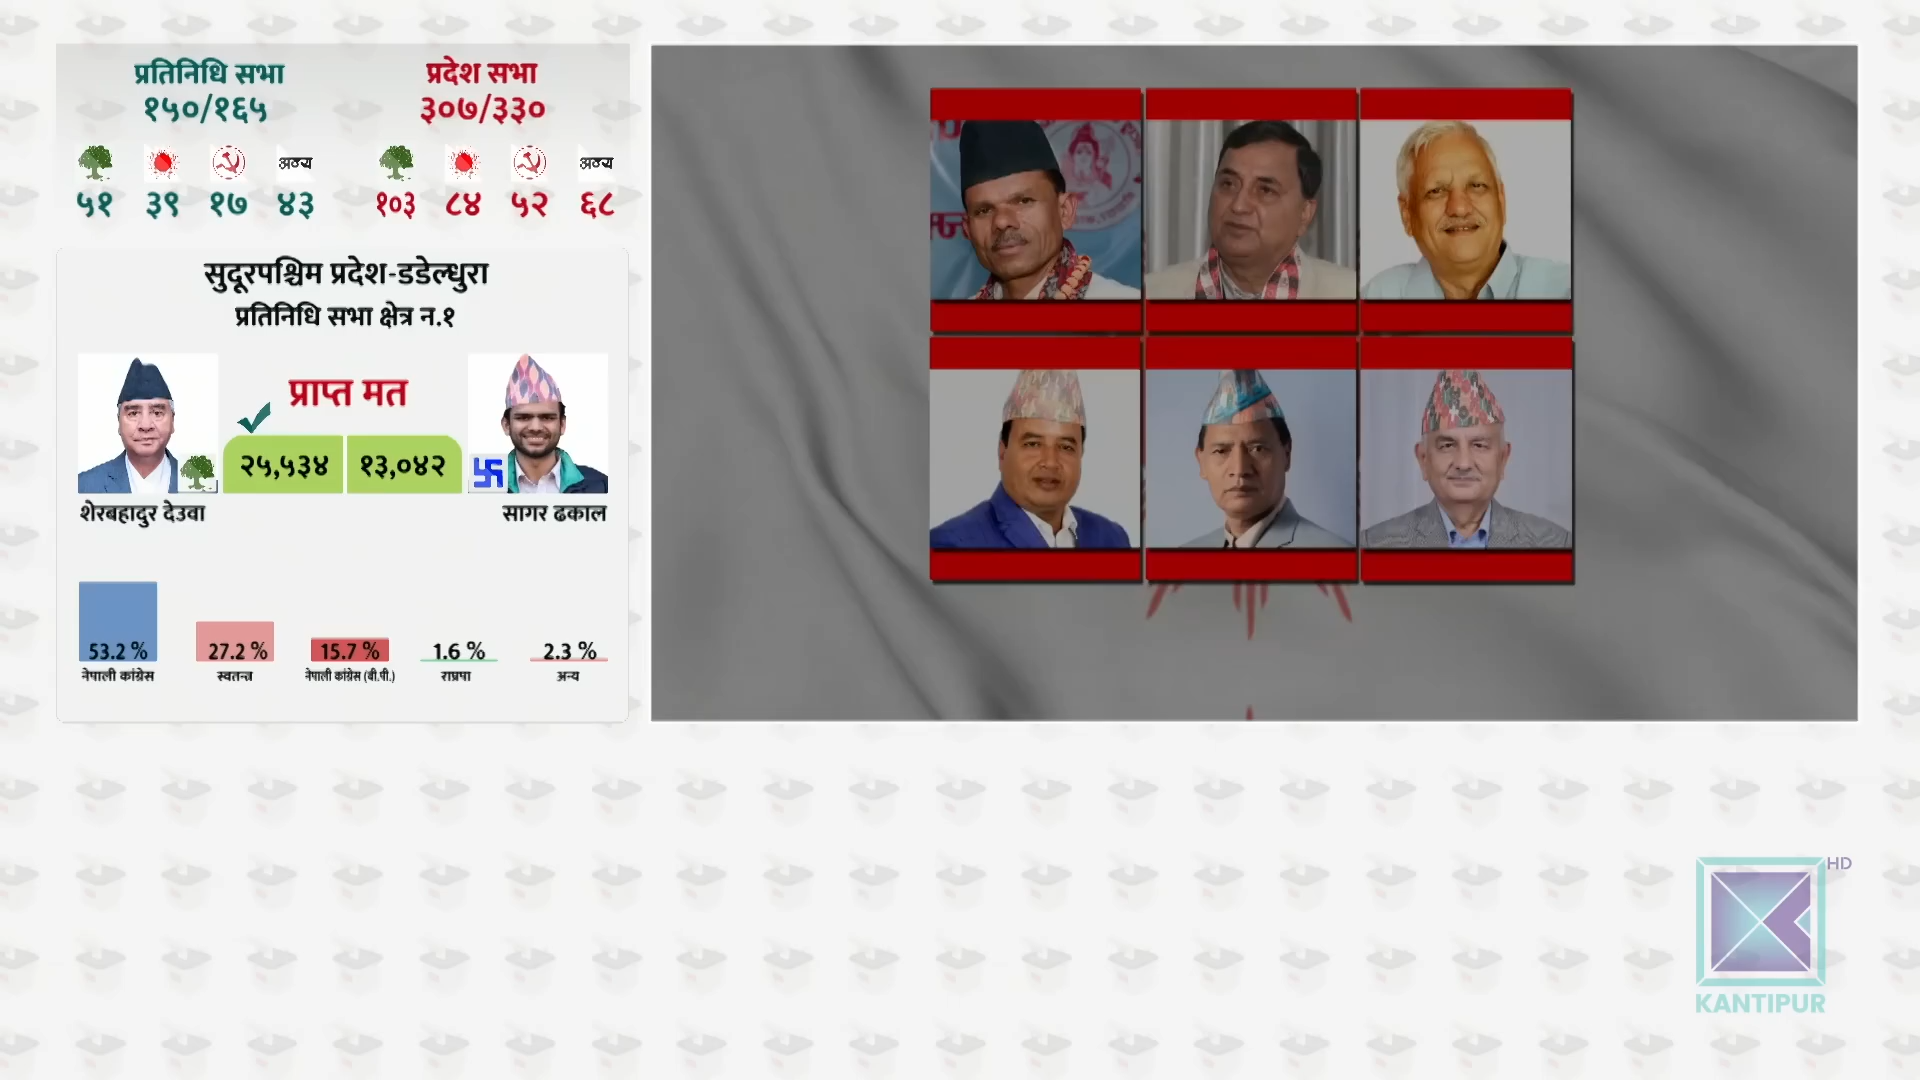 प्रतिनिधि सभा
१५०/१६५
५१ ३९ १७ अन्य ४३
प्रदेश सभा
३०७/३३०
१०३ ८४ ५२ अन्य ६८
सुदूरपश्चिम प्रदेश-डडेल्धुरा
प्रतिनिधि सभा क्षेत्र न.१
प्राप्त मत
२५,५३४ १३,०४२
शेरबहादुर देउवा सागर ढकाल
53.2 % 27.2 % 15.7 % 1.6 % 2.3 %
नेपाली कांग्रेस स्वतन्त्र नेपाली कांग्रेस (बी.पी.) राप्रपा अन्य
HD
KANTIPUR